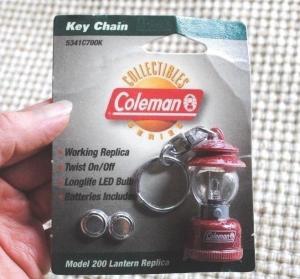 Key Chain
5341C700K
COLLECTIBLES
Coleman
• Working Replica
• Twist On/Off
• Longlife LED Bulb
• Batteries Include
Coleman
Model 200 Lantern Replica